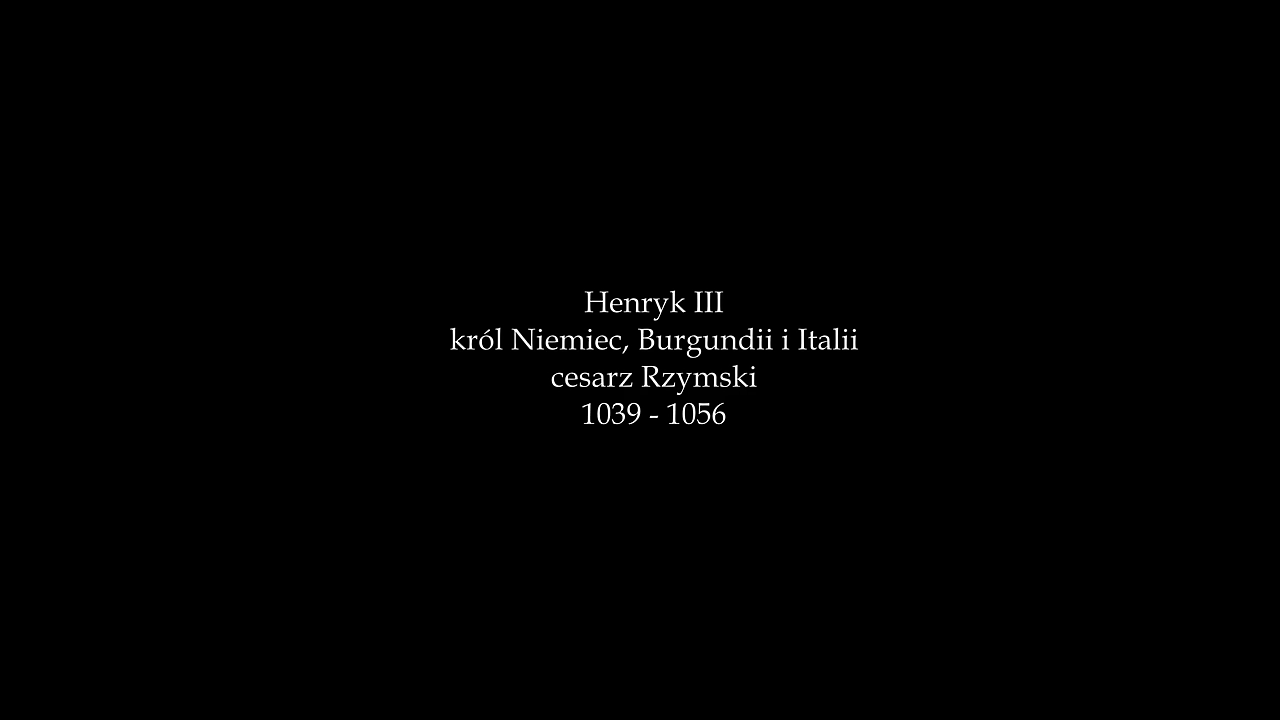 Henryk III
król Niemiec, Burgundii i Italii
cesarz Rzymski
1039 - 1056